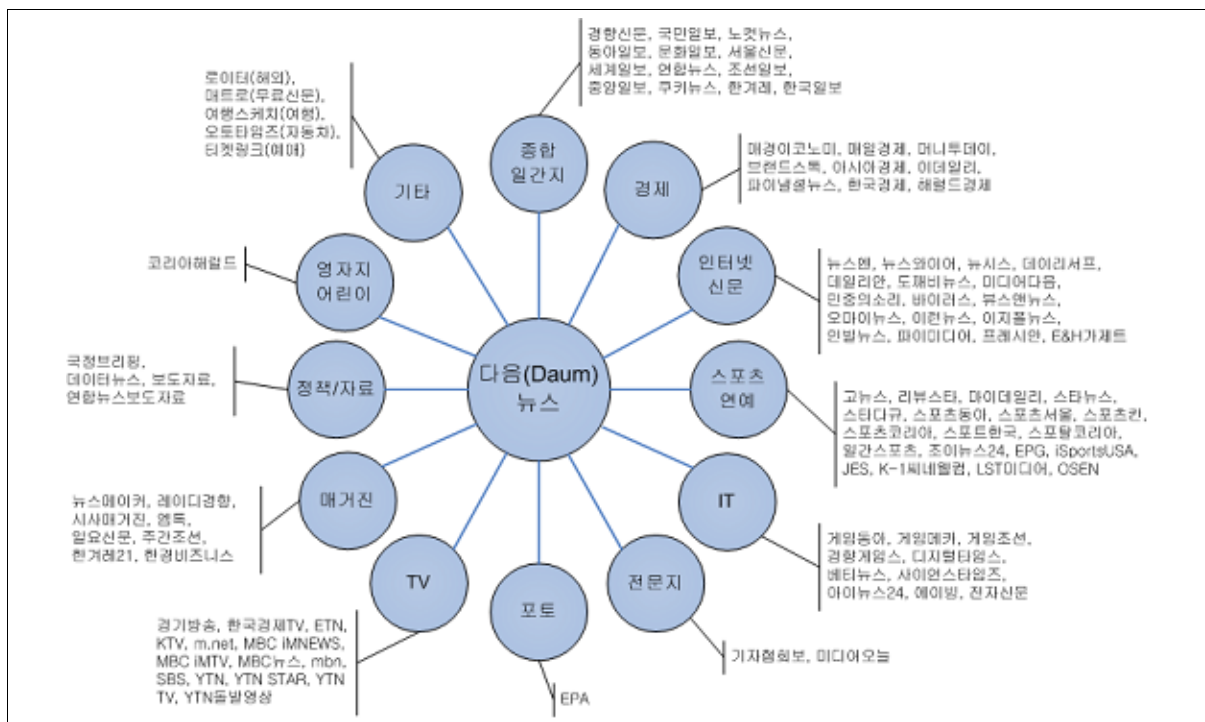 경향신문, 국민일보, 노컷뉴스,
동아일보, 문화일보, 서울신문,
세계일보, 연합뉴스, 조선일보,
중앙일보, 쿠키뉴스, 한겨레, 한국일보
종합
일간지
매경이코노미, 매일경제, 머니투데이,
브랜드스톡, 아시아경제, 이데일리,
파이낸셜뉴스, 한국경제, 해럴드경제
경제
뉴스엔, 뉴스와이어, 뉴시스, 데이리서프,
데일리안, 도깨비뉴스, 미디어다음,
민중의소리, 바이러스, 뷰스앤뉴스,
오마이뉴스, 이런뉴스, 이지폴뉴스,
인빌뉴스, 파이미디어, 프레시안, E&H가제트
인터넷
신문
고뉴스, 리뷰스타, 마이데일리, 스타뉴스,
스타다큐, 스포츠동아, 스포츠서울, 스포츠칸,
스포츠코리아, 스포트한국, 스포탈코리아,
일간스포츠, 조이뉴스24, EPG, iSportsUSA,
JES, K-1씨네웰컴, LST미디어, OSEN
스포츠
연예
게임동아, 게임메카, 게임조선,
경향게임스, 디지털타임스,
베타뉴스, 사이언스타임즈,
아이뉴스24, 에이빙, 전자신문
IT
기자협회보, 미디어오늘
전문지
EPA
포토
경기방송, 한국경제TV, ETN,
KTV, m.net, MBC iMNEWS,
MBC iMTV, MBC뉴스, mbn,
SBS, YTN, YTN STAR, YTN
TV, YTN돌발영상
TV
뉴스메이커, 레이디경향,
시사매거진, 엠톡,
일요신문, 주간조선,
한겨레21, 한경비즈니스
매거진
국정브리핑,
데이터뉴스, 보도자료,
연합뉴스보도자료
정책/자료
코리아해럴드
영자지
어린이
로이터(해외),
매트로(무료신문),
여행스케치(여행),
오토타임즈(자동차),
티켓링크(예매)
기타
다음(Daum)
뉴스